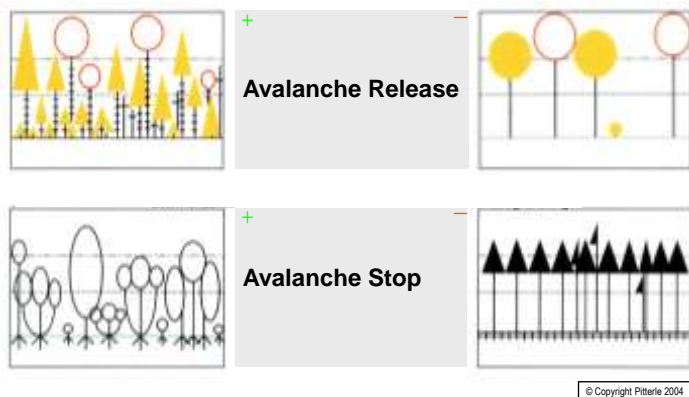 + −
Avalanche Release
+ −
Avalanche Stop
© Copyright Pitterle 2004